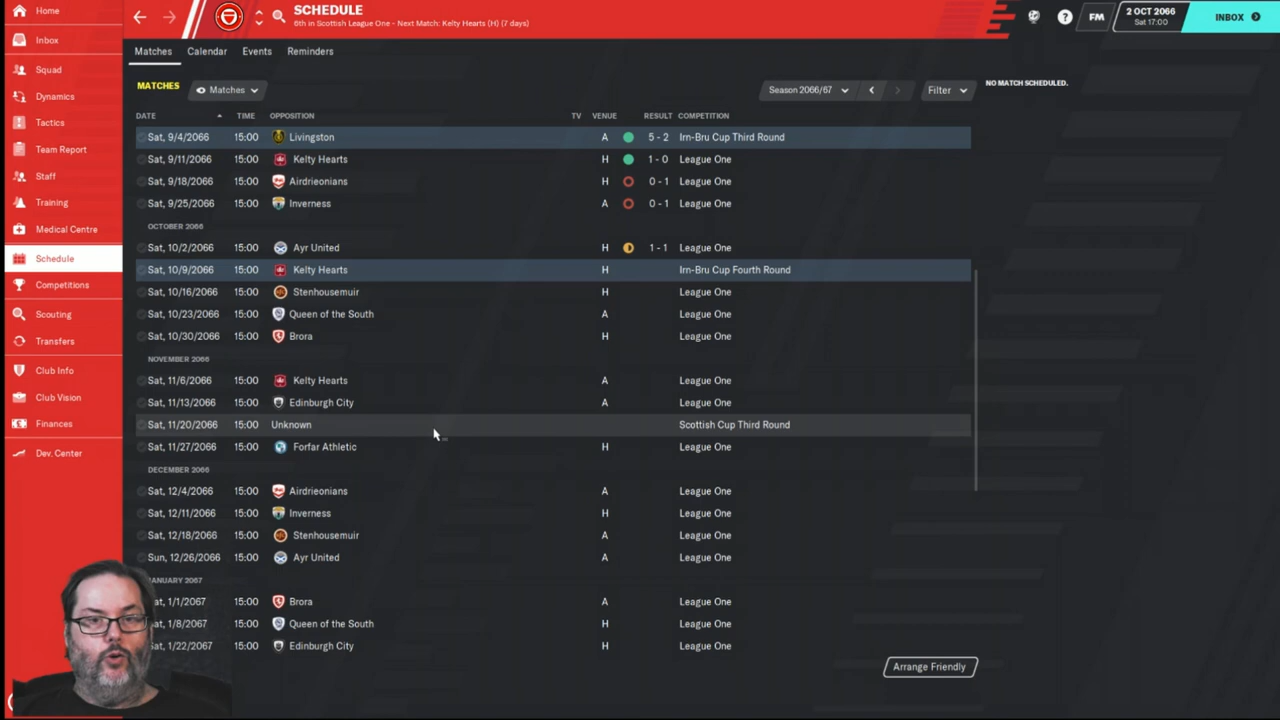 Home
SCHEDULE
6th in Scottish League One - Next Match: Kelty Hearts (H) (7 days)
? FM
2 OCT 2066
Sat 17:00
INBOX
Inbox
Squad
Dynamics
Tactics
Team Report
Staff
Training
Medical Centre
Schedule
Competitions
Scouting
Transfers
Club Info
Club Vision
Finances
Dev. Center
Matches Calendar Events Reminders
MATCHES Matches Season 2066/67 Filter NO MATCH SCHEDULED.
DATE TIME OPPOSITION TV VENUE RESULT COMPETITION
Sat, 9/4/2066 15:00 Livingston A 5 - 2 Irn-Bru Cup Third Round
Sat, 9/11/2066 15:00 Kelty Hearts H 1 - 0 League One
Sat, 9/18/2066 15:00 Airdrieonians H 0 - 1 League One
Sat, 9/25/2066 15:00 Inverness A 0 - 1 League One
OCTOBER 2066
Sat, 10/2/2066 15:00 Ayr United H 1 - 1 League One
Sat, 10/9/2066 15:00 Kelty Hearts H Irn-Bru Cup Fourth Round
Sat, 10/16/2066 15:00 Stenhousemuir H League One
Sat, 10/23/2066 15:00 Queen of the South A League One
Sat, 10/30/2066 15:00 Brora H League One
NOVEMBER 2066
Sat, 11/6/2066 15:00 Kelty Hearts A League One
Sat, 11/13/2066 15:00 Edinburgh City A League One
Sat, 11/20/2066 15:00 Unknown Scottish Cup Third Round
Sat, 11/27/2066 15:00 Forfar Athletic H League One
DECEMBER 2066
Sat, 12/4/2066 15:00 Airdrieonians A League One
Sat, 12/11/2066 15:00 Inverness H League One
Sat, 12/18/2066 15:00 Stenhousemuir A League One
Sun, 12/26/2066 15:00 Ayr United A League One
JANUARY 2067
Sat, 1/1/2067 15:00 Brora A League One
Sat, 1/8/2067 15:00 Queen of the South H League One
Sat, 1/22/2067 15:00 Edinburgh City H League One
Arrange Friendly